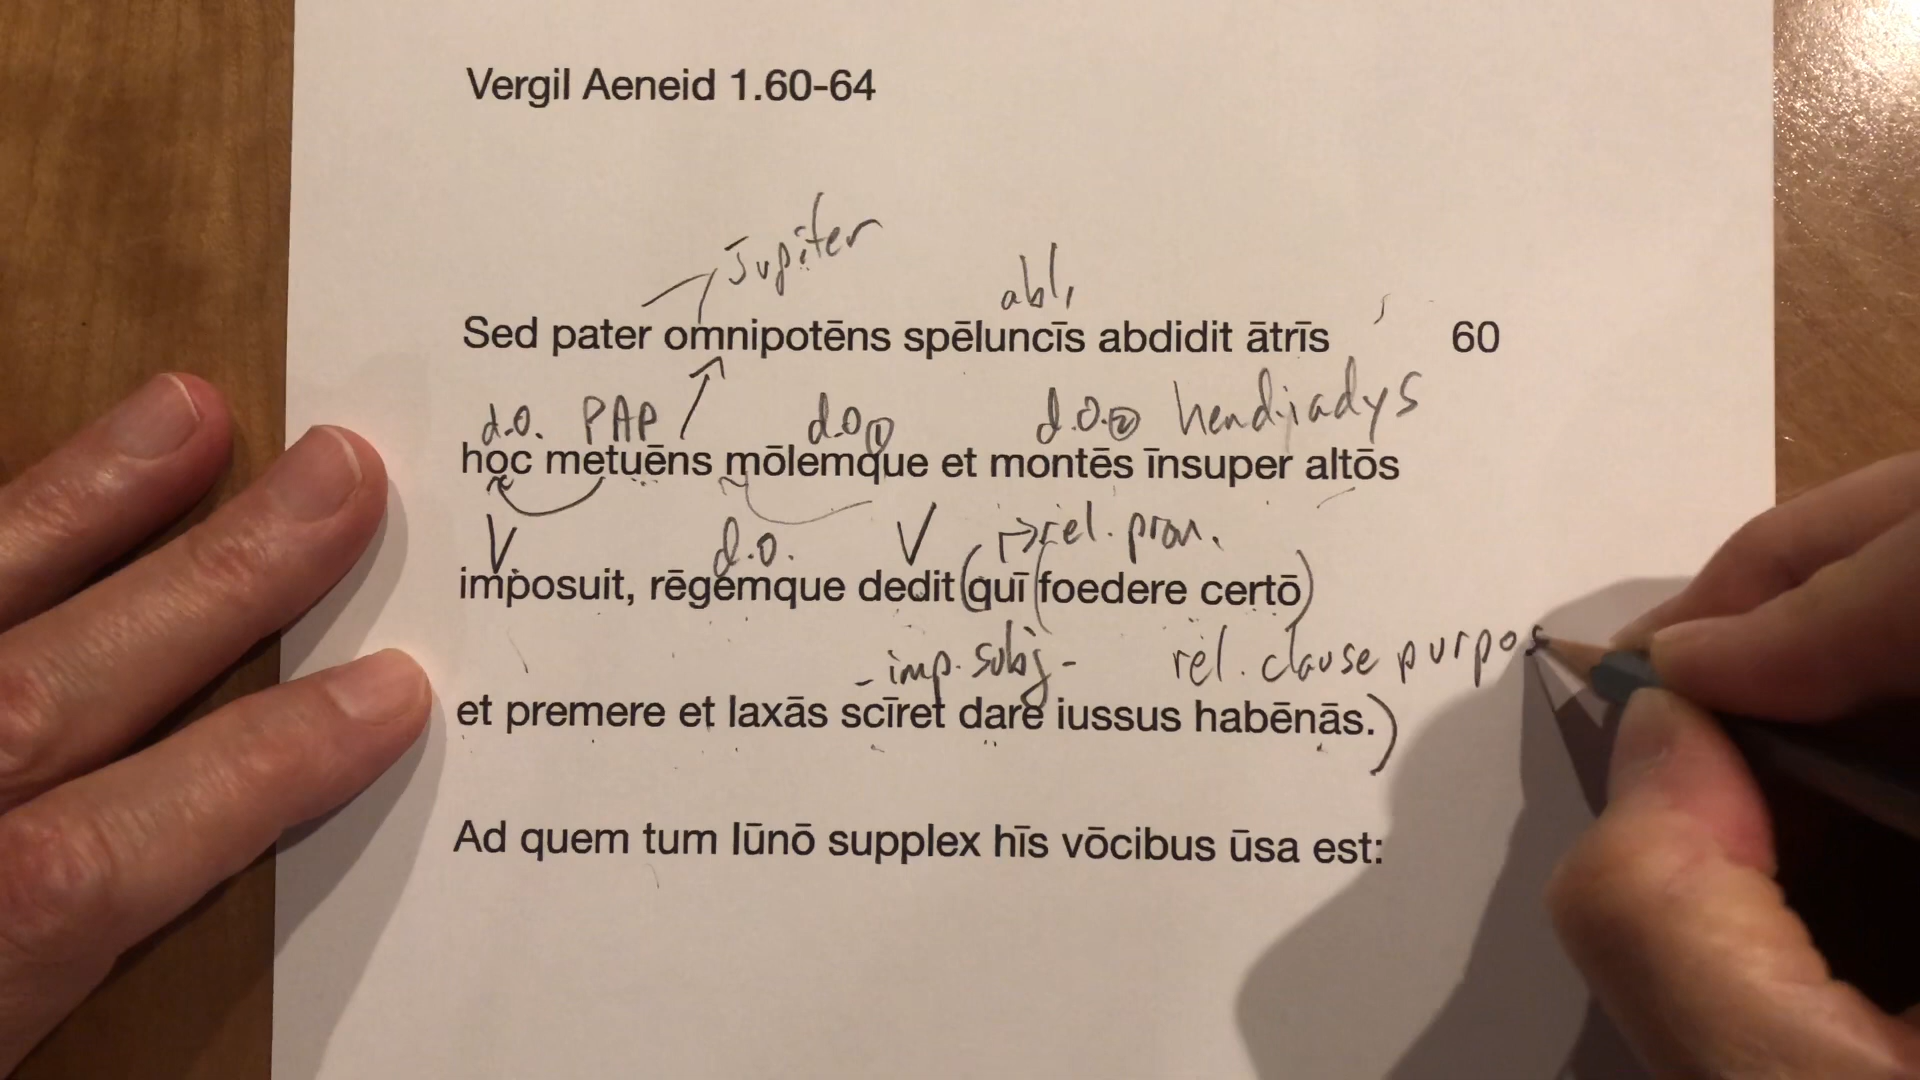 Vergil Aeneid 1.60-64
Jupiter
abl,
Sed pater omnipotēns spēluncīs abdidit ātrīs 60
d.o. PAP d.o① d.o.② hendiadys
hoc metuēns mōlemque et montēs īnsuper altōs
V d.o. V rel. pron.
imposuit, rēgemque dedit (quī (foedere certō)
-imp. subj- rel. clause purpos
et premere et laxās scīret dare iussus habēnās.)
Ad quem tum Iūnō supplex hīs vōcibus ūsa est: